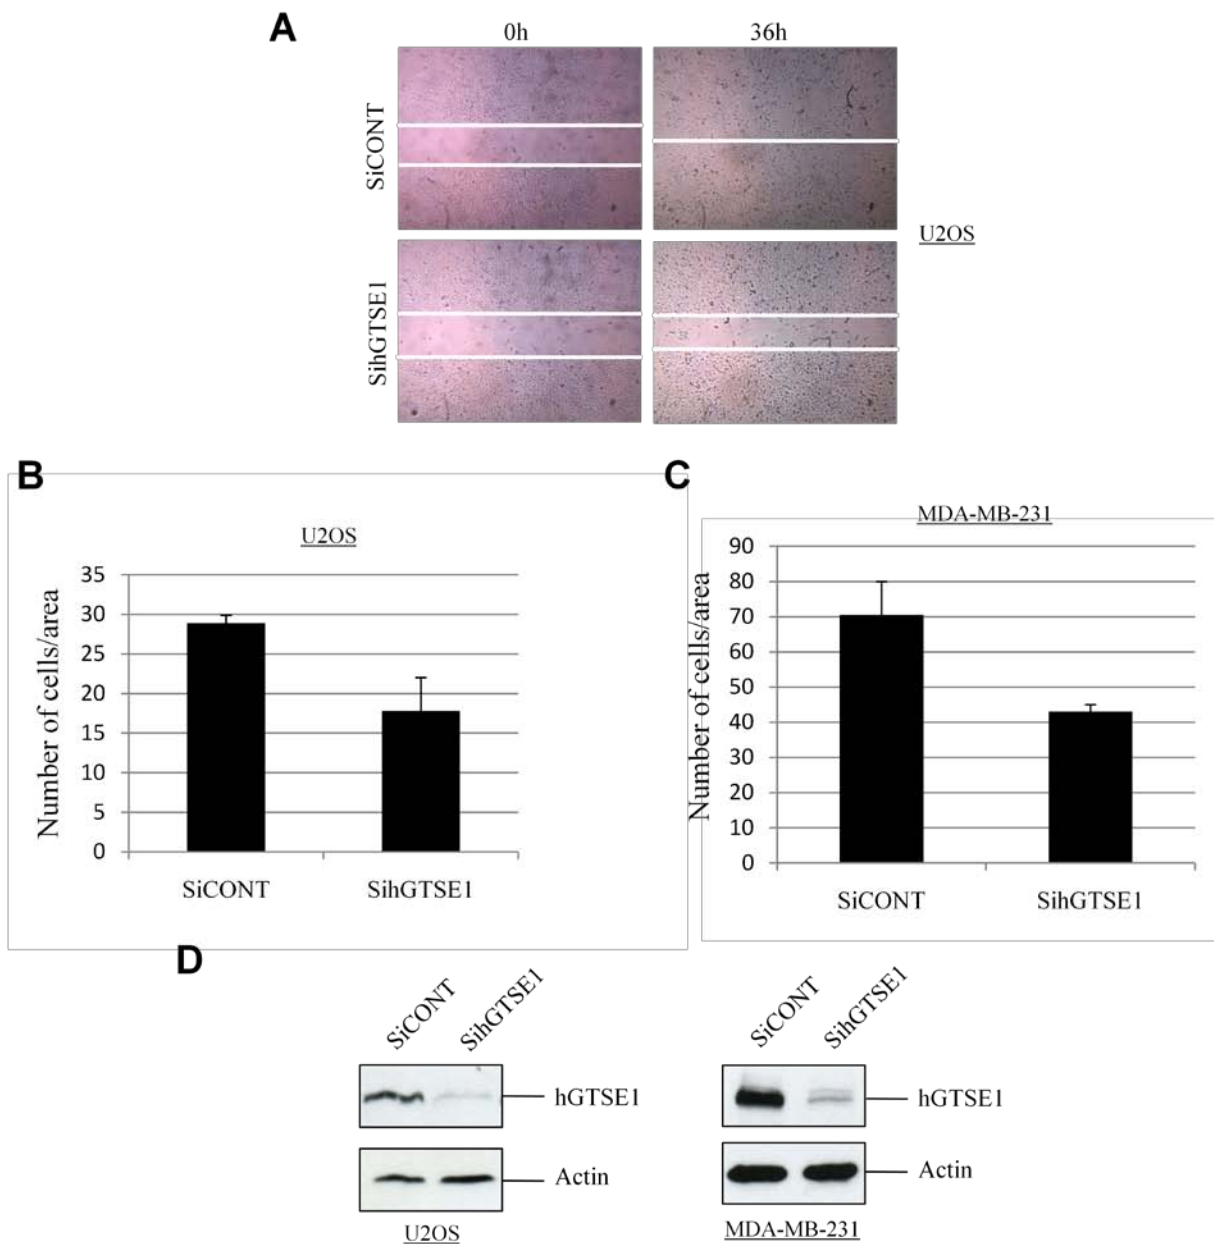 A
0h 36h
SiCONT
SihGTSE1
U2OS
B
U2OS
Number of cells/area
35
30
25
20
15
10
5
0
SiCONT SihGTSE1
C
MDA-MB-231
Number of cells/area
90
80
70
60
50
40
30
20
10
0
SiCONT SihGTSE1
D
SiCONT SihGTSE1
hGTSE1
Actin
U2OS
SiCONT SihGTSE1
hGTSE1
Actin
MDA-MB-231